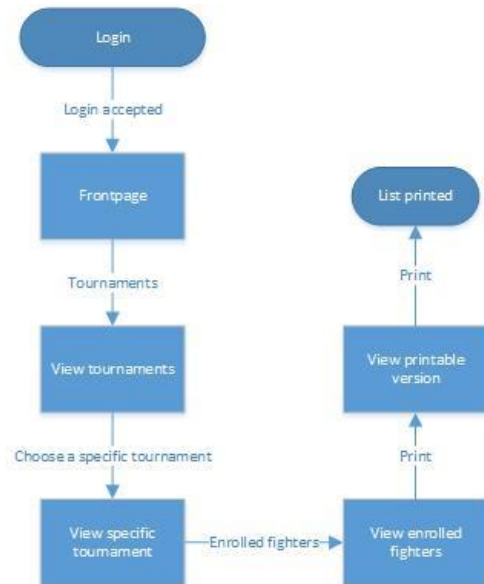 Login
Login accepted
Frontpage
Tournaments
View tournaments
Choose a specific tournament
View specific
tournament
Enrolled fighters
View enrolled
fighters
Print
View printable
version
Print
List printed